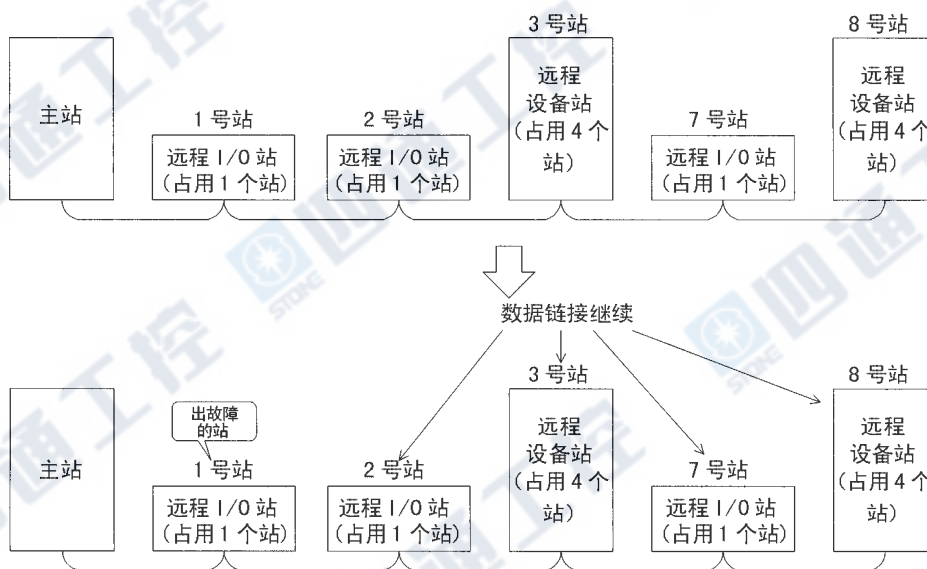 3 号站
8 号站
主站
1 号站
2 号站
远程
设备站
(占用 4 个
站)
7 号站
远程
设备站
(占用 4 个
站)
远程 I/O 站
(占用 1 个站)
远程 I/O 站
(占用 1 个站)
远程 I/O 站
(占用 1 个站)
数据链接继续
3 号站
8 号站
出故障
的站
主站
1 号站
2 号站
远程
设备站
(占用 4 个
站)
7 号站
远程
设备站
(占用 4 个
站)
远程 I/O 站
(占用 1 个站)
远程 I/O 站
(占用 1 个站)
远程 I/O 站
(占用 1 个站)
四通工控
STONE